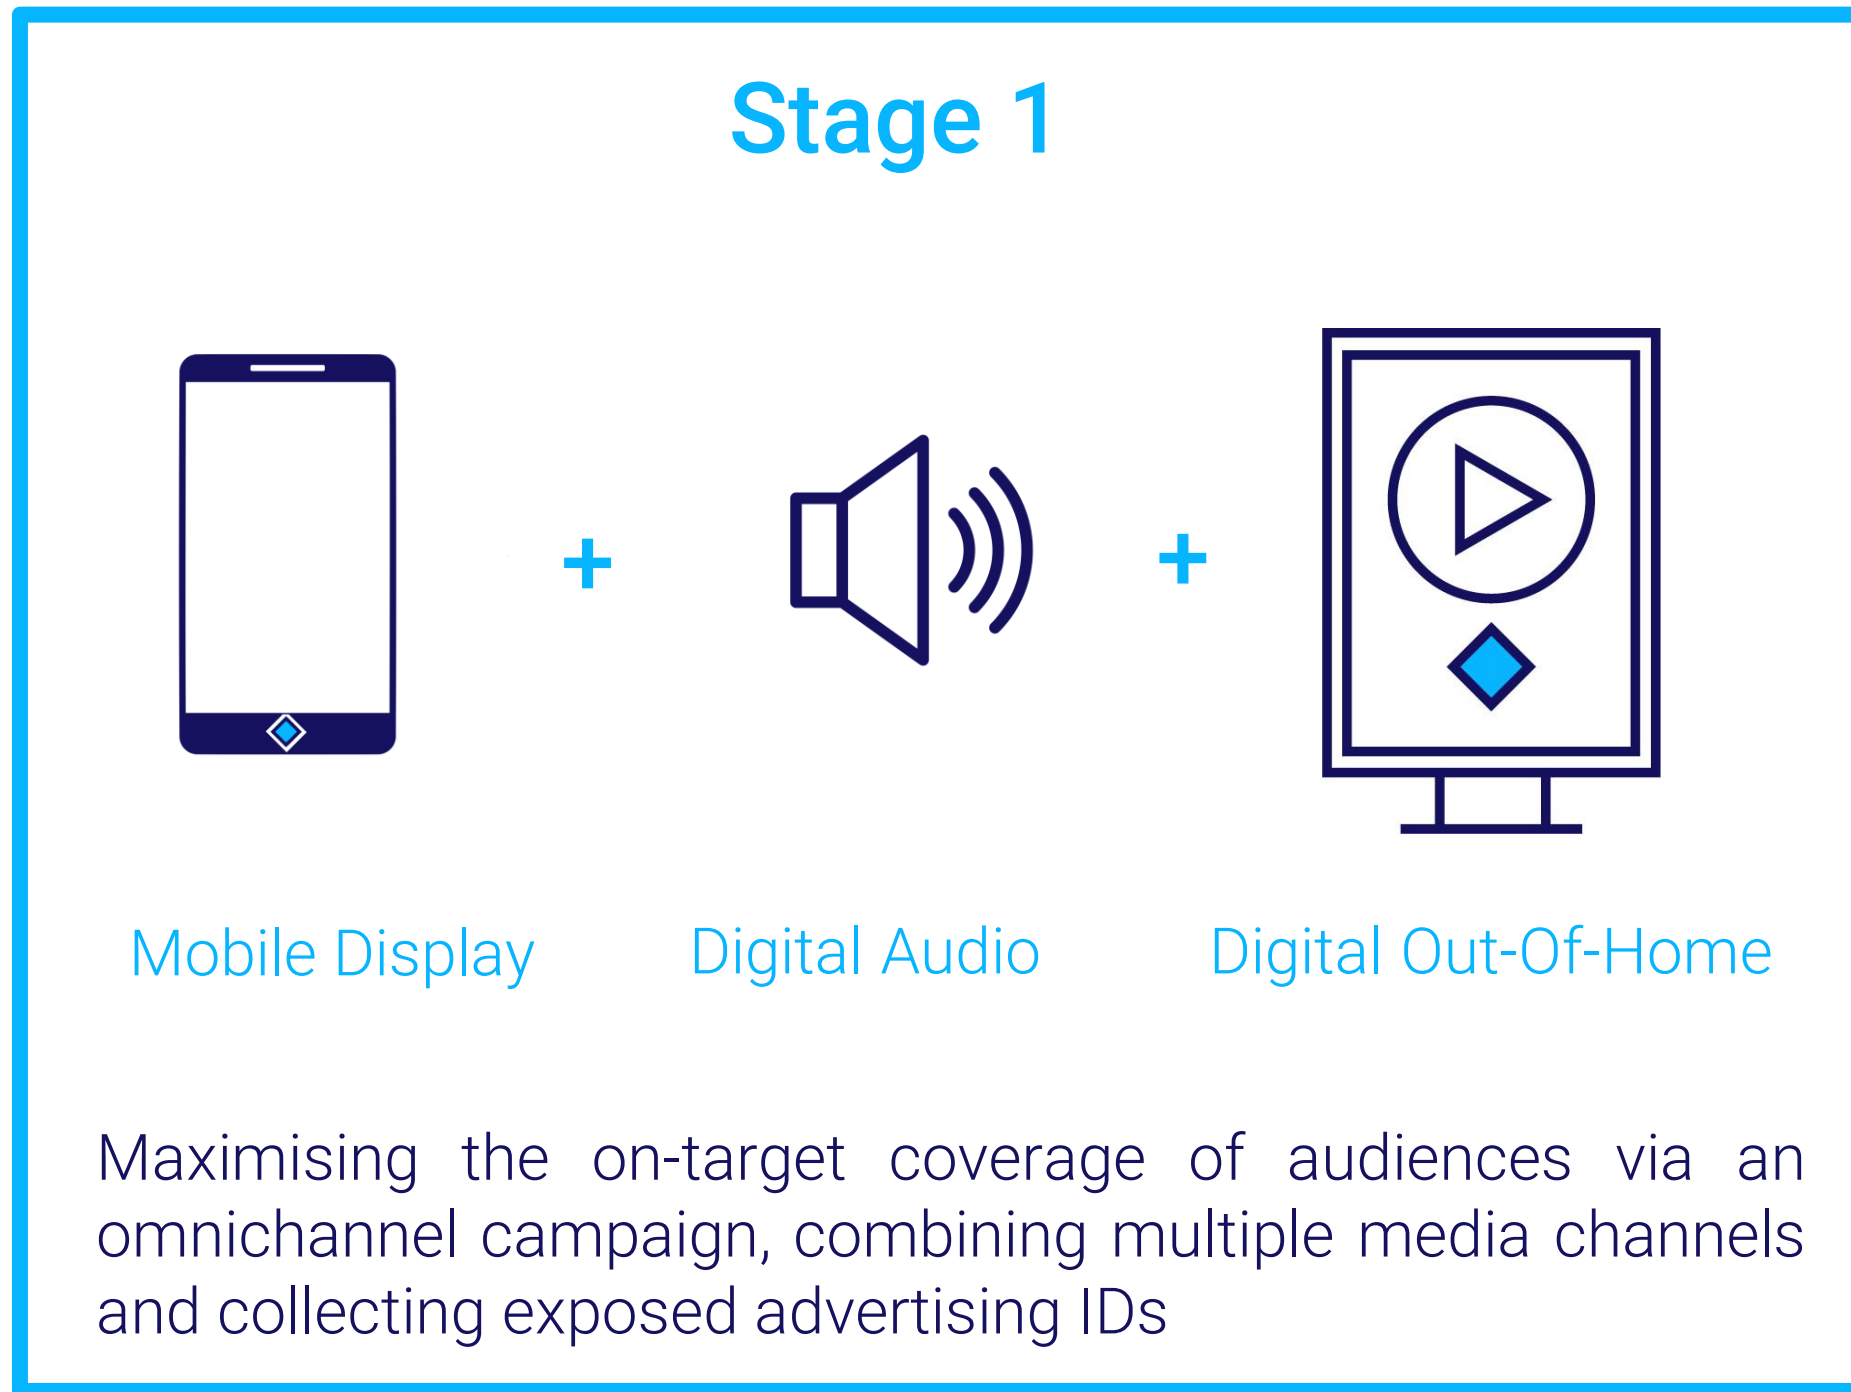 Stage 1
+
+
Mobile Display
Digital Audio
Digital Out-Of-Home
Maximising the on-target coverage of audiences via an
omnichannel campaign, combining multiple media channels
and collecting exposed advertising IDs